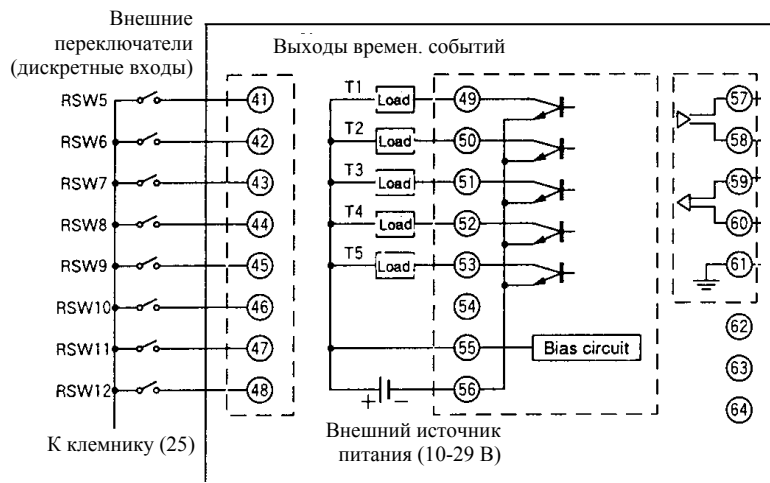 Внешние
переключатели
(дискретные входы)
Выходы времен. событий
RSW5
41
T1
Load
49
57
RSW6
42
T2
Load
50
58
RSW7
43
T3
Load
51
59
RSW8
44
T4
Load
52
60
RSW9
45
T5
Load
53
61
RSW10
46
54
62
RSW11
47
55
Bias circuit
63
RSW12
48
+
−
56
64
К клемнику (25)
Внешний источник
питания (10-29 В)